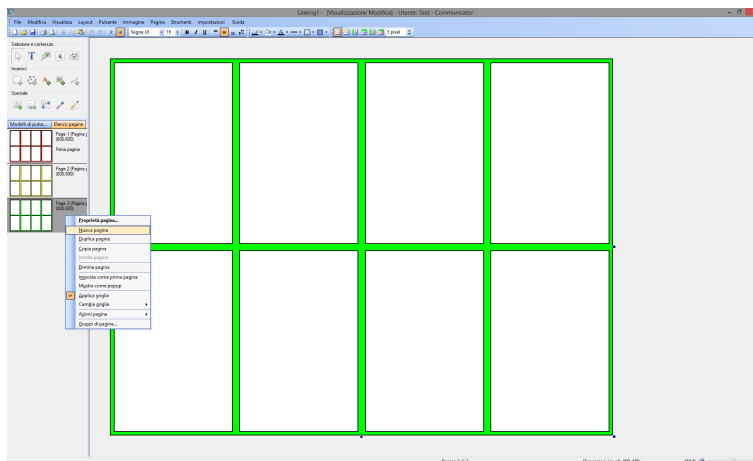 Linking1 - [Visualizzazione Modifica] - Utente: Test - Communicator
File Modifica Visualizza Layout Pulsante Immagine Pagina Strumenti Impostazioni Guida
Segoe UI 16 B I U 5 pixel
Selezione e contenuto
Inserisci
Speciale
Modelli di pulsa... Elenco pagine
Page 1 (Pagina p
(800,600)
Prima pagina
Page 2 (Pagina p
(800,600)
Page 3 (Pagina p
(800,600)
Proprietà pagina...
Nuova pagina
Duplica pagina
Copia pagina
Incolla pagina
Elimina pagina
Imposta come prima pagina
Mostra come popup
Applica griglia
Cambia griglia
Azioni pagina
Gruppi di pagine...